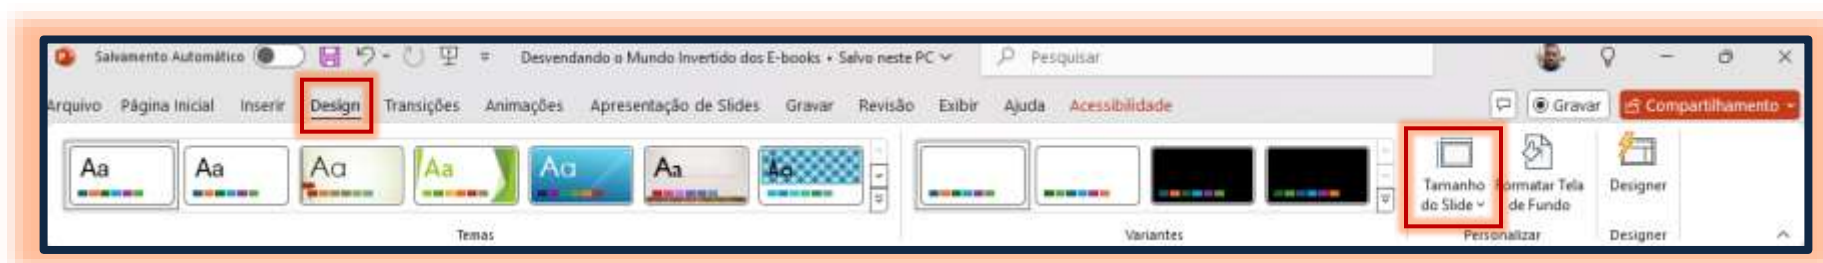 Salvamento Automático Desvendando o Mundo Invertido dos E-books • Salvo neste PC Pesquisar
Arquivo Página Inicial Inserir Design Transições Animações Apresentação de Slides Gravar Revisão Exibir Ajuda Acessibilidade Gravar Compartilhamento
Aa Aa Aa Aa Aa Aa Aa
Tamanho do Slide
Formatar Tela de Fundo
Designer
Temas Variantes Personalizar Designer